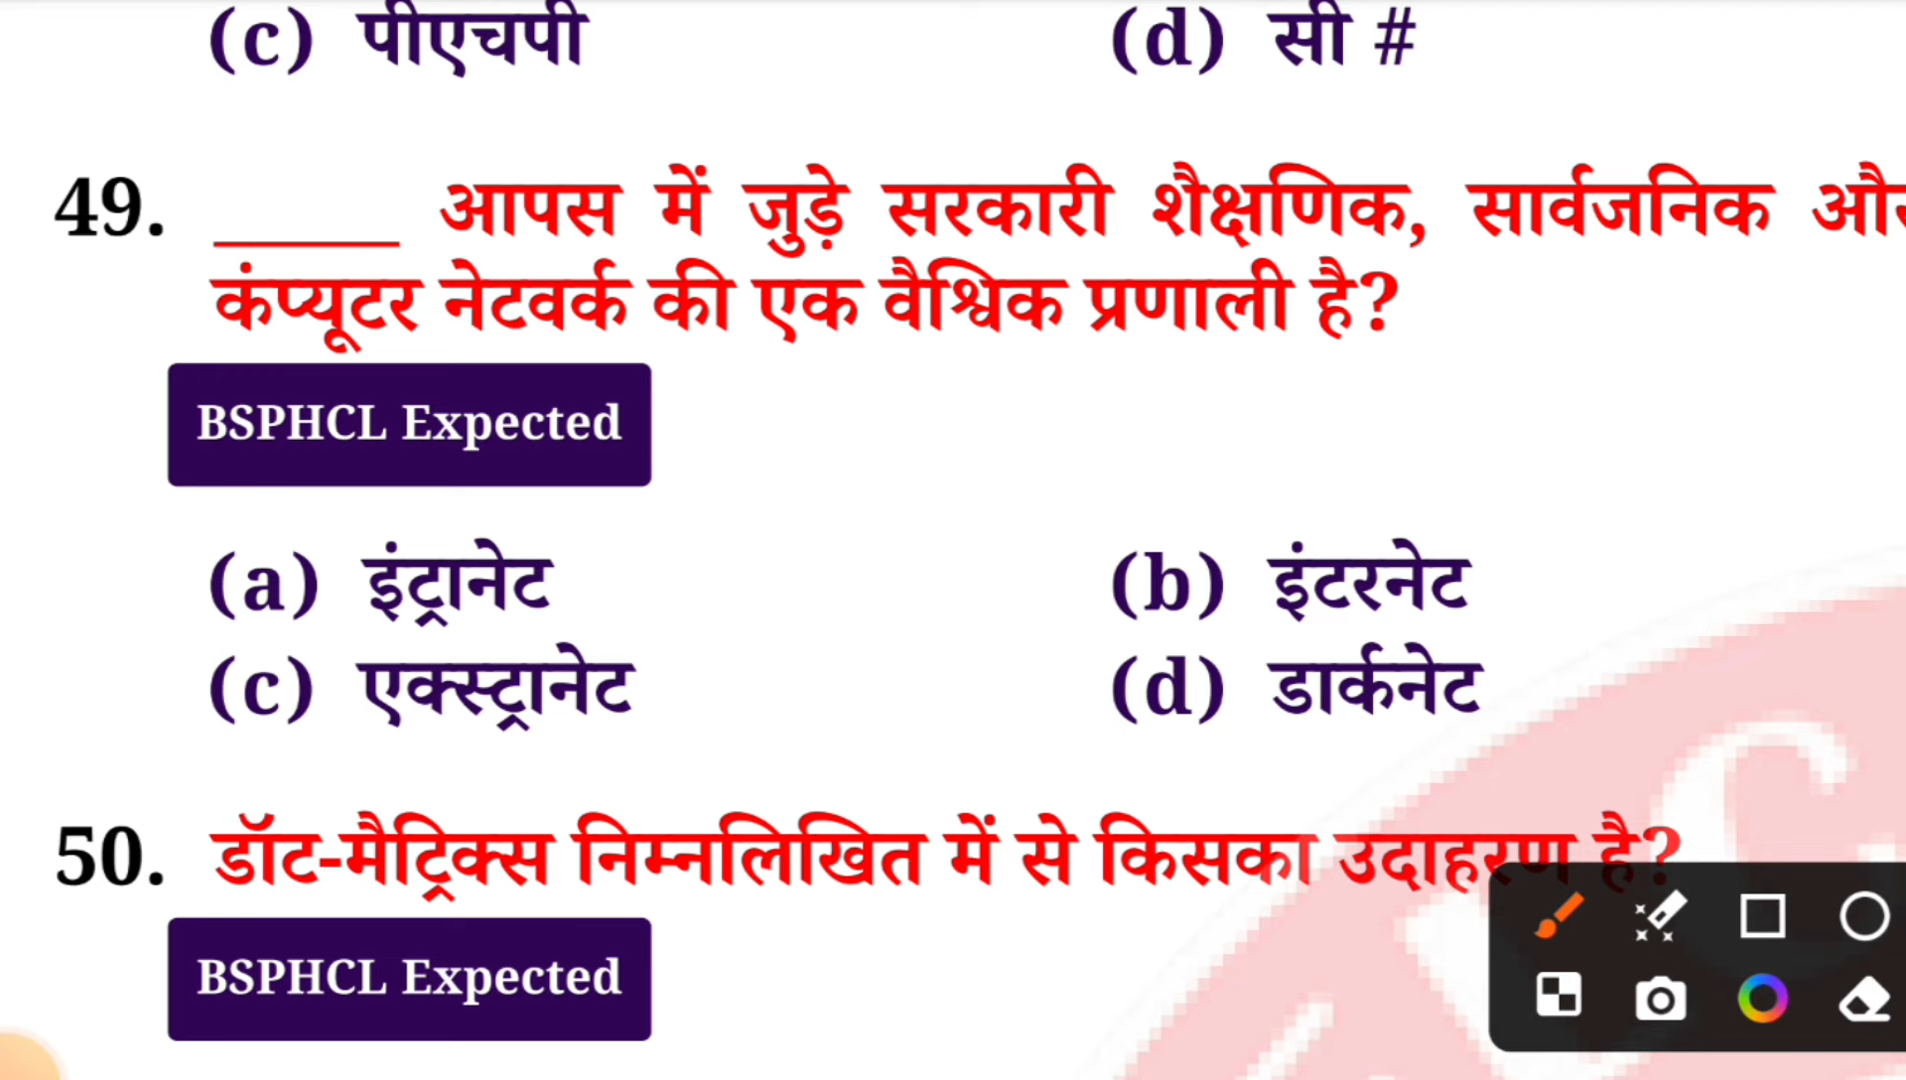 (c) पीएचपी (d) सी #
49. ______ आपस में जुड़े सरकारी शैक्षणिक, सार्वजनिक
कंप्यूटर नेटवर्क की एक वैश्विक प्रणाली है?
BSPHCL Expected
(a) इंट्रानेट (b) इंटरनेट
(c) एक्स्ट्रानेट (d) डार्कनेट
50. डॉट-मैट्रिक्स निम्नलिखित में से किसका उदाहरण है?
BSPHCL Expected